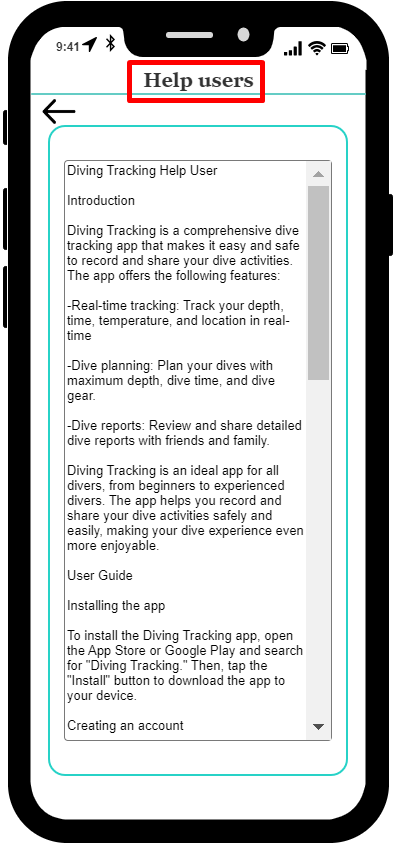 9:41
Help users
Diving Tracking Help User
Introduction
Diving Tracking is a comprehensive dive
tracking app that makes it easy and safe
to record and share your dive activities.
The app offers the following features:
-Real-time tracking: Track your depth,
time, temperature, and location in real-
time
-Dive planning: Plan your dives with
maximum depth, dive time, and dive
gear.
-Dive reports: Review and share detailed
dive reports with friends and family.
Diving Tracking is an ideal app for all
divers, from beginners to experienced
divers. The app helps you record and
share your dive activities safely and
easily, making your dive experience even
more enjoyable.
User Guide
Installing the app
To install the Diving Tracking app, open
the App Store or Google Play and search
for "Diving Tracking." Then, tap the
"Install" button to download the app to
your device.
Creating an account